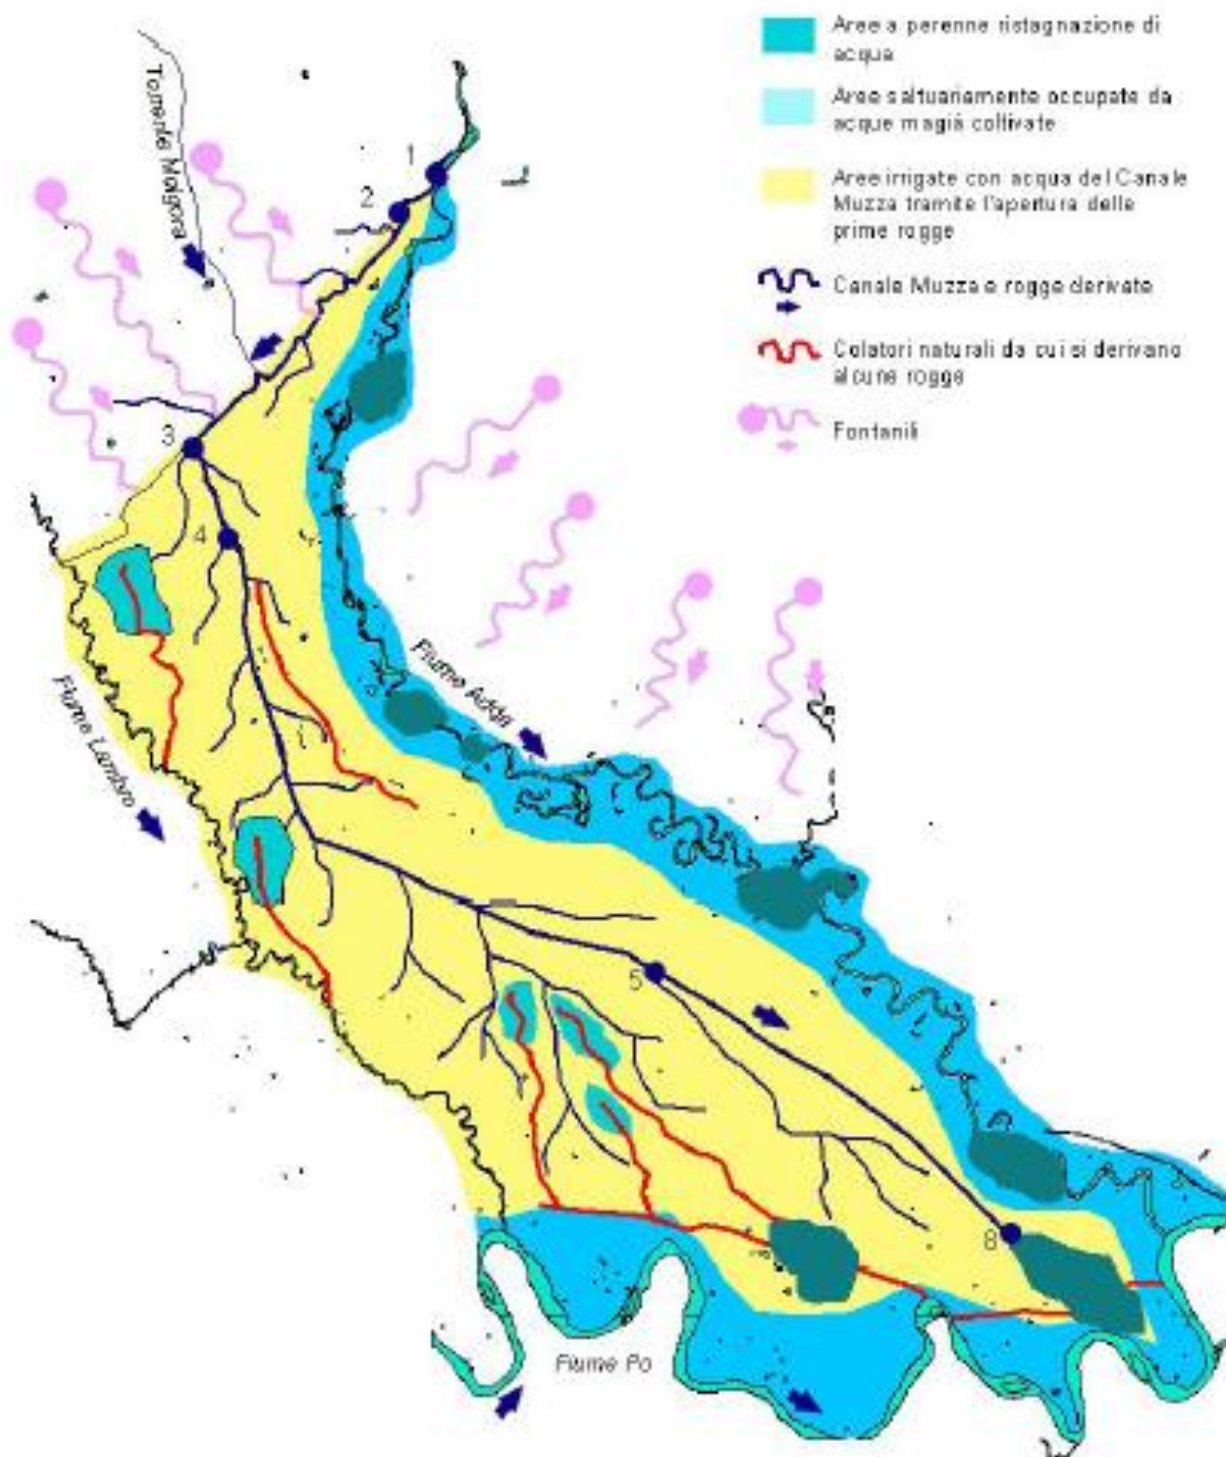 Aree a perenne ristagnazione di
acqua
Aree saltuariamente occupate da
acque magià coltivate
Aree irrigate con acqua del Canale
Muzza tramite l'apertura delle
prime rogge
Canale Muzza e rogge derivate
Colatori naturali da cui si derivano
alcune rogge
Fontanili
Torrente Molgora
1
2
3
4
Fiume Adda
Fiume Lambro
5
8
Fiume Po